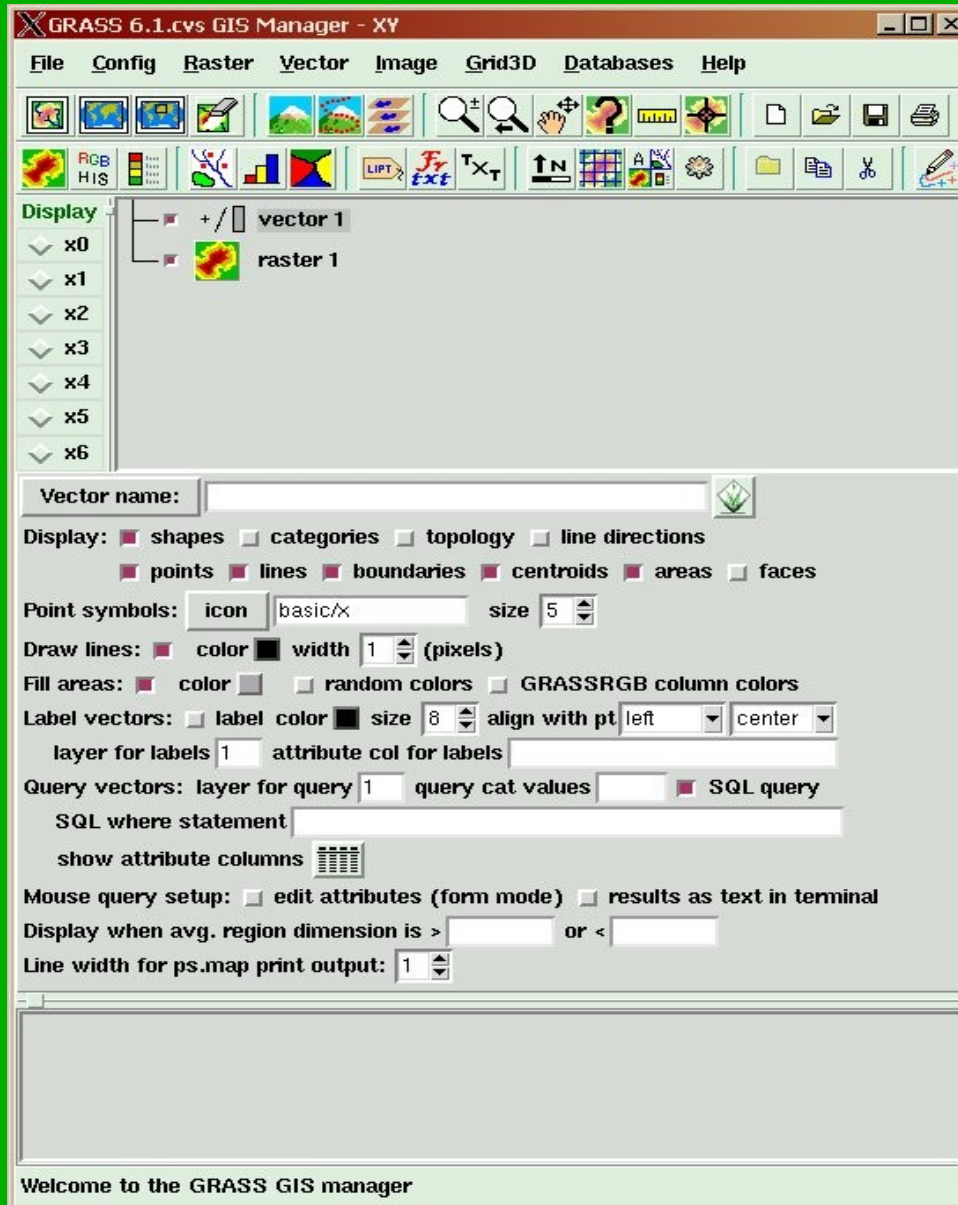 GRASS 6.1.cvs GIS Manager - XY
File Config Raster Vector Image Grid3D Databases Help
RGB HIS LIPT Fr txt TXT N A
Display
vector 1
x0
raster 1
x1
x2
x3
x4
x5
x6
Vector name:
Display: shapes categories topology line directions
points lines boundaries centroids areas faces
Point symbols: icon basic/x size 5
Draw lines: color width 1 (pixels)
Fill areas: color random colors GRASSRGB column colors
Label vectors: label color size 8 align with pt left center
layer for labels 1 attribute col for labels
Query vectors: layer for query 1 query cat values SQL query
SQL where statement
show attribute columns
Mouse query setup: edit attributes (form mode) results as text in terminal
Display when avg. region dimension is > or <
Line width for ps.map print output: 1
Welcome to the GRASS GIS manager